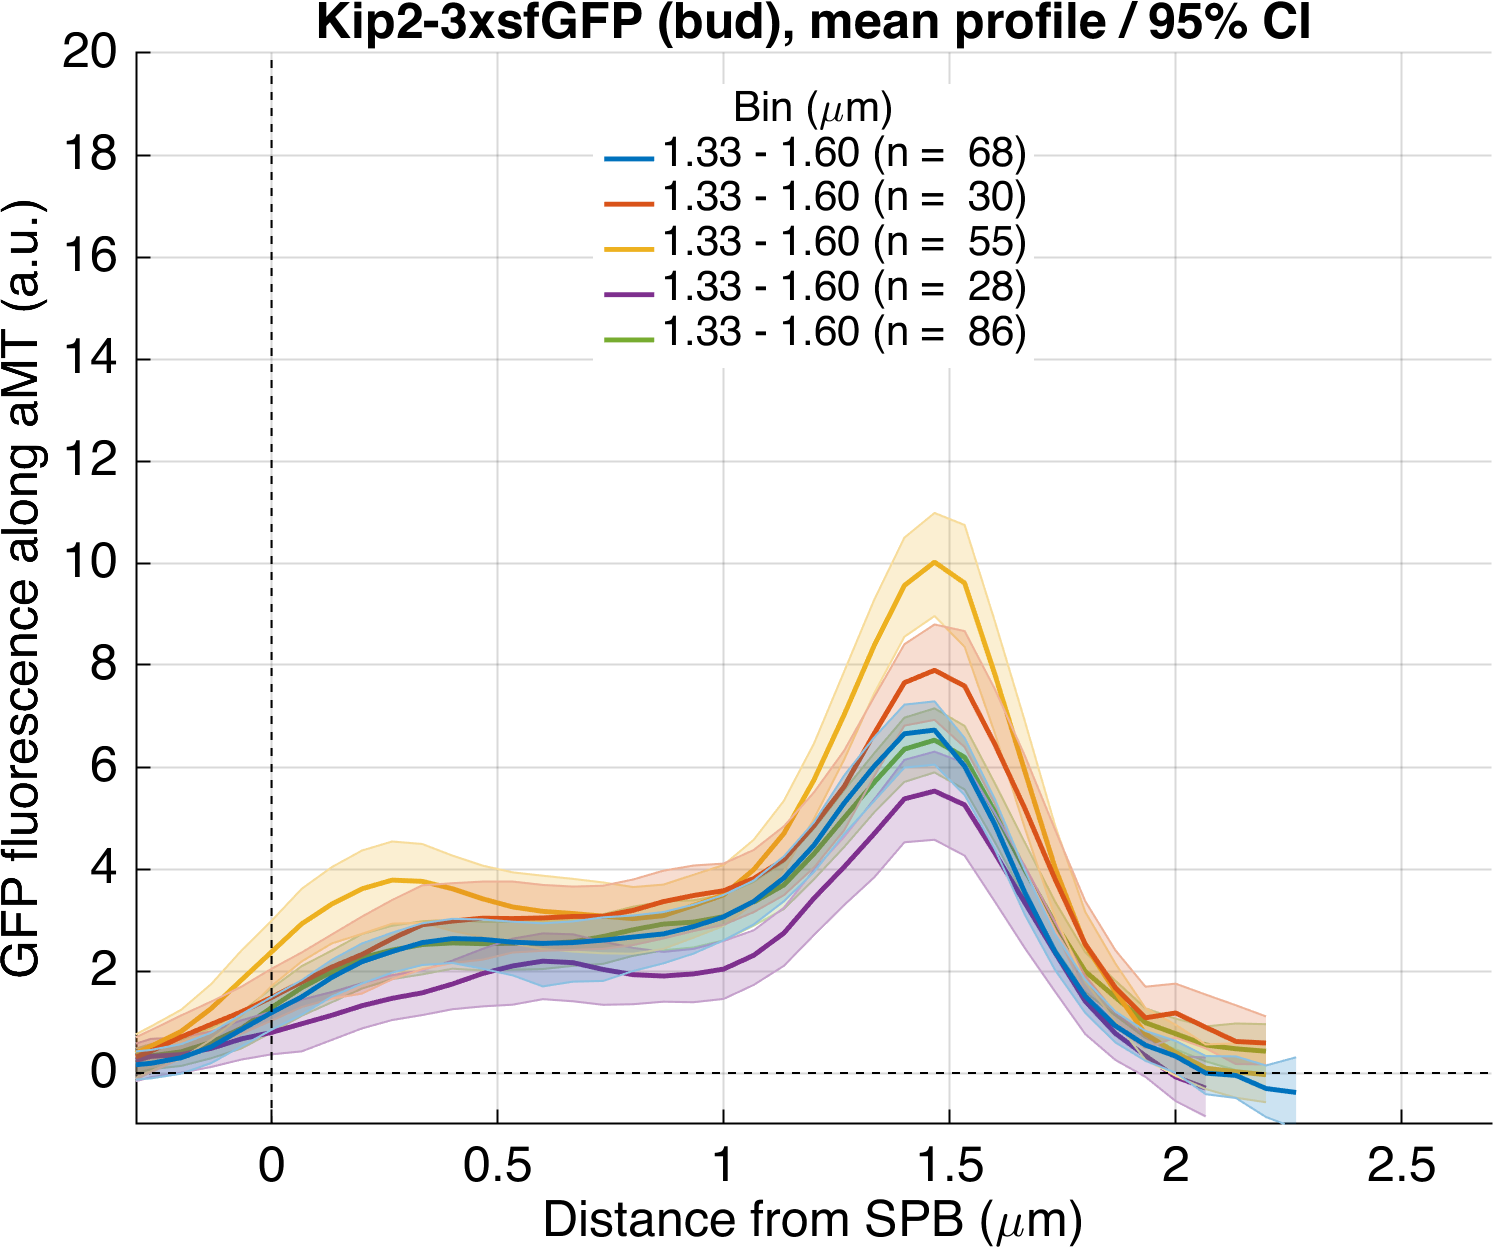 Kip2-3xsfGFP (bud), mean profile / 95% CI
GFP fluorescence along aMT (a.u.)
20
18
16
14
12
10
8
6
4
2
0
Bin (μm)
1.33 - 1.60 (n = 68)
1.33 - 1.60 (n = 30)
1.33 - 1.60 (n = 55)
1.33 - 1.60 (n = 28)
1.33 - 1.60 (n = 86)
0 0.5 1 1.5 2 2.5
Distance from SPB (μm)